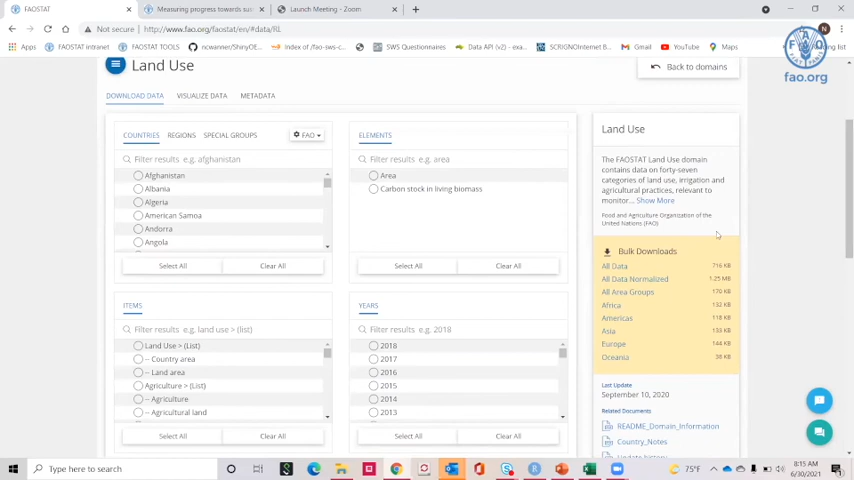 FAOSTAT
Measuring progress towards sus
Launch Meeting - Zoom
Not secure
http://www.fao.org/faostat/en/#data/RL
Apps
FAOSTAT intranet
FAOSTAT TOOLS
ncwanner/ShinyOE...
Index of /fao-sws-c...
SWS Questionnaires
Data API (v2) - exa...
SCRIGNOInternet B...
Gmail
YouTube
Maps
fao.org
Land Use
Back to domains
DOWNLOAD DATA
VISUALIZE DATA
METADATA
COUNTRIES
REGIONS
SPECIAL GROUPS
FAO
Filter results e.g. afghanistan
Afghanistan
Albania
Algeria
American Samoa
Andorra
Angola
Select All
Clear All
ELEMENTS
Filter results e.g. area
Area
Carbon stock in living biomass
Select All
Clear All
ITEMS
Filter results e.g. land use > (list)
Land Use > (List)
-- Country area
-- Land area
Agriculture > (List)
-- Agriculture
-- Agricultural land
Select All
Clear All
YEARS
Filter results e.g. 2018
2018
2017
2016
2015
2014
2013
Select All
Clear All
Land Use
The FAOSTAT Land Use domain
contains data on forty-seven
categories of land use, irrigation and
agricultural practices, relevant to
monitor... Show More
Food and Agriculture Organization of the
United Nations (FAO)
Bulk Downloads
All Data 716 KB
All Data Normalized 1.25 MB
All Area Groups 170 KB
Africa 132 KB
Americas 118 KB
Asia 133 KB
Europe 144 KB
Oceania 38 KB
Last Update
September 10, 2020
Related Documents
README_Domain_Information
Country_Notes
Update history
Type here to search
75°F
8:15 AM
6/30/2021